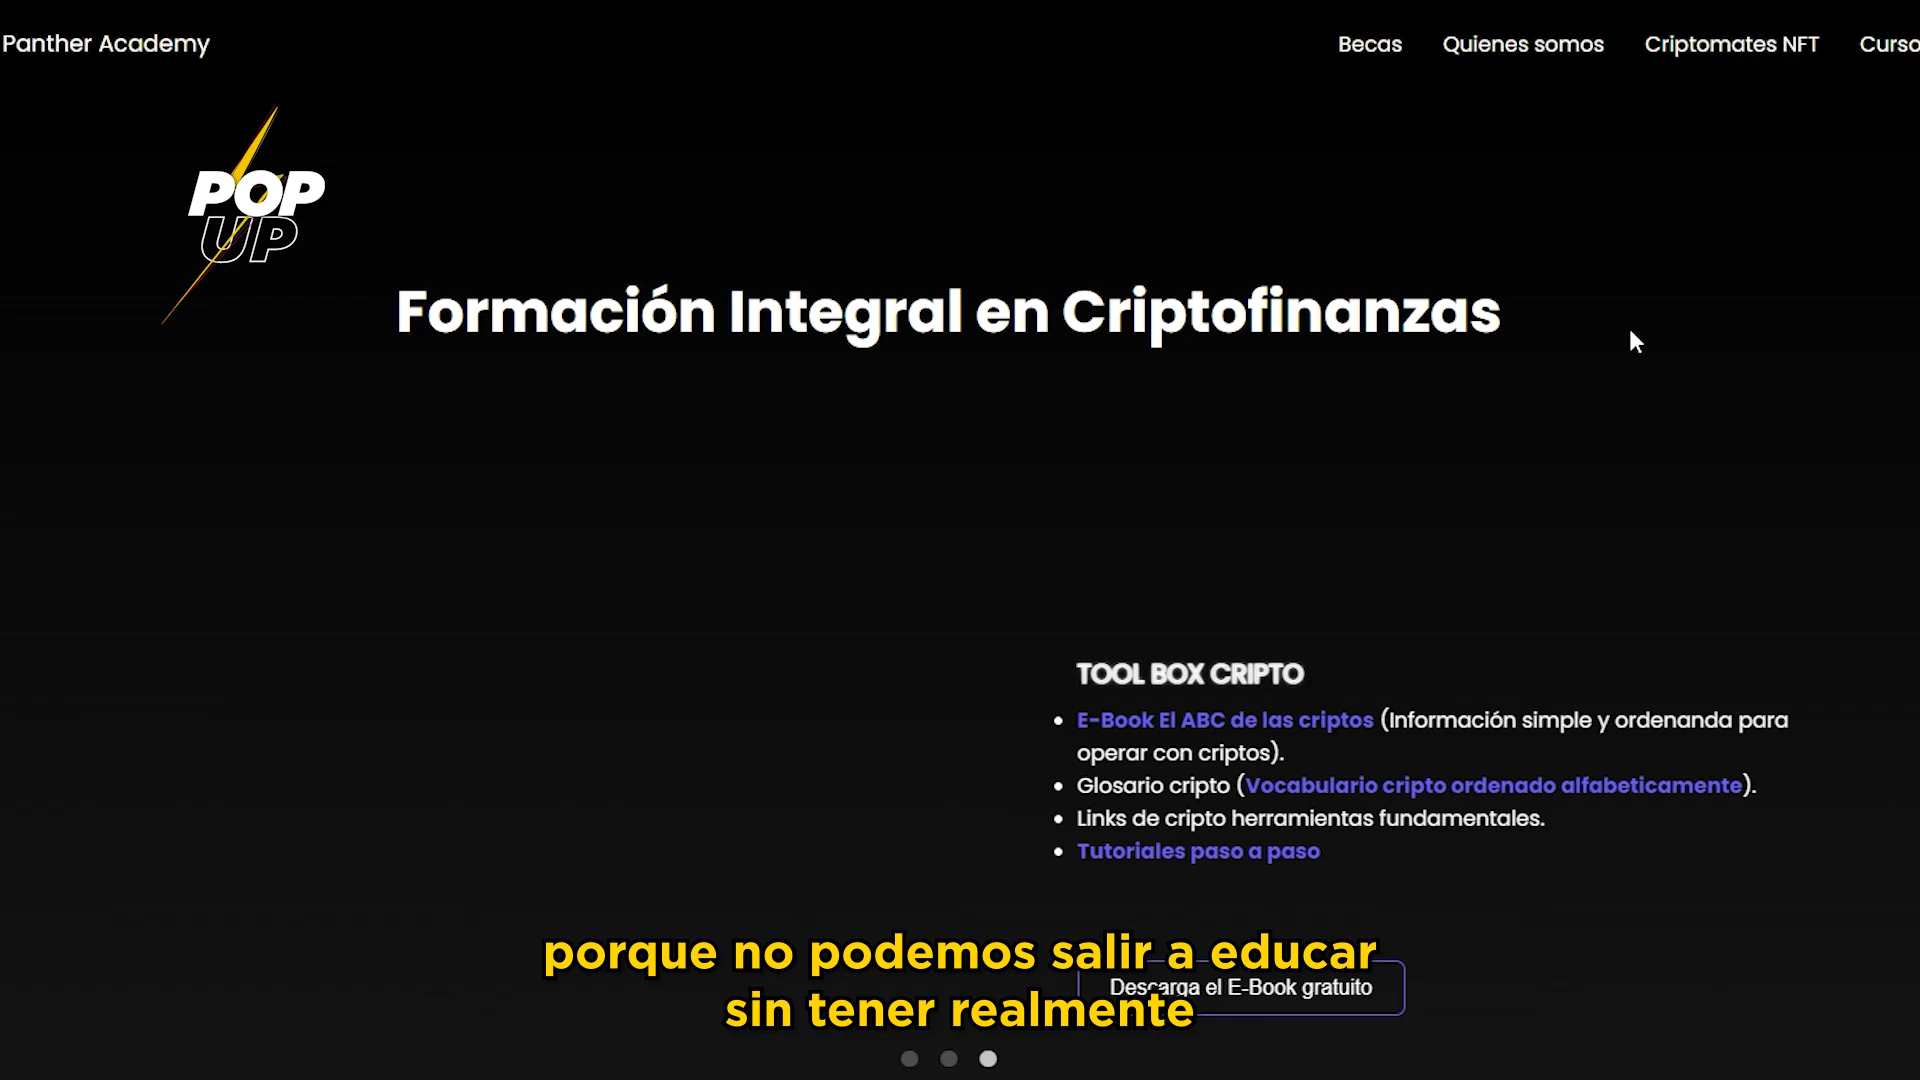 Panther Academy
Becas
Quienes somos
Criptomates NFT
Curso
POP
UP
Formación Integral en Criptofinanzas
TOOL BOX CRIPTO
E-Book El ABC de las criptos (Información simple y ordenanda para
operar con criptos).
Glosario cripto (Vocabulario cripto ordenado alfabeticamente).
Links de cripto herramientas fundamentales.
Tutoriales paso a paso
porque no podemos salir a educar
Descarga el E-Book gratuito
sin tener realmente